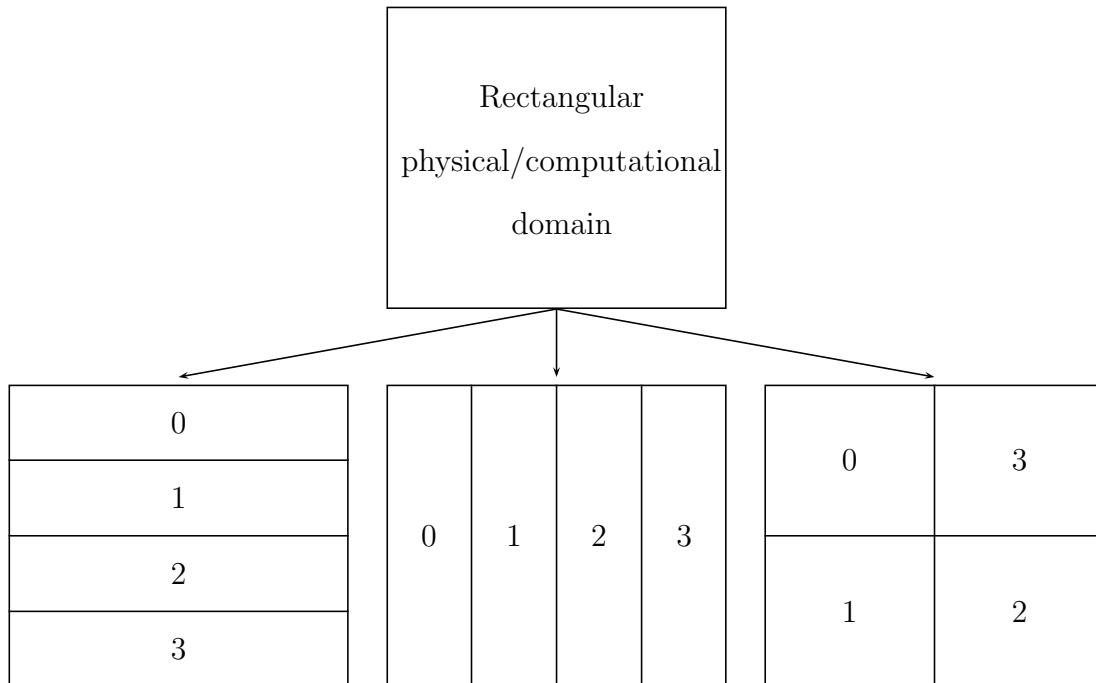 Rectangular
physical/computational
domain
0
1
2
3
0 1 2 3
0 3
1 2